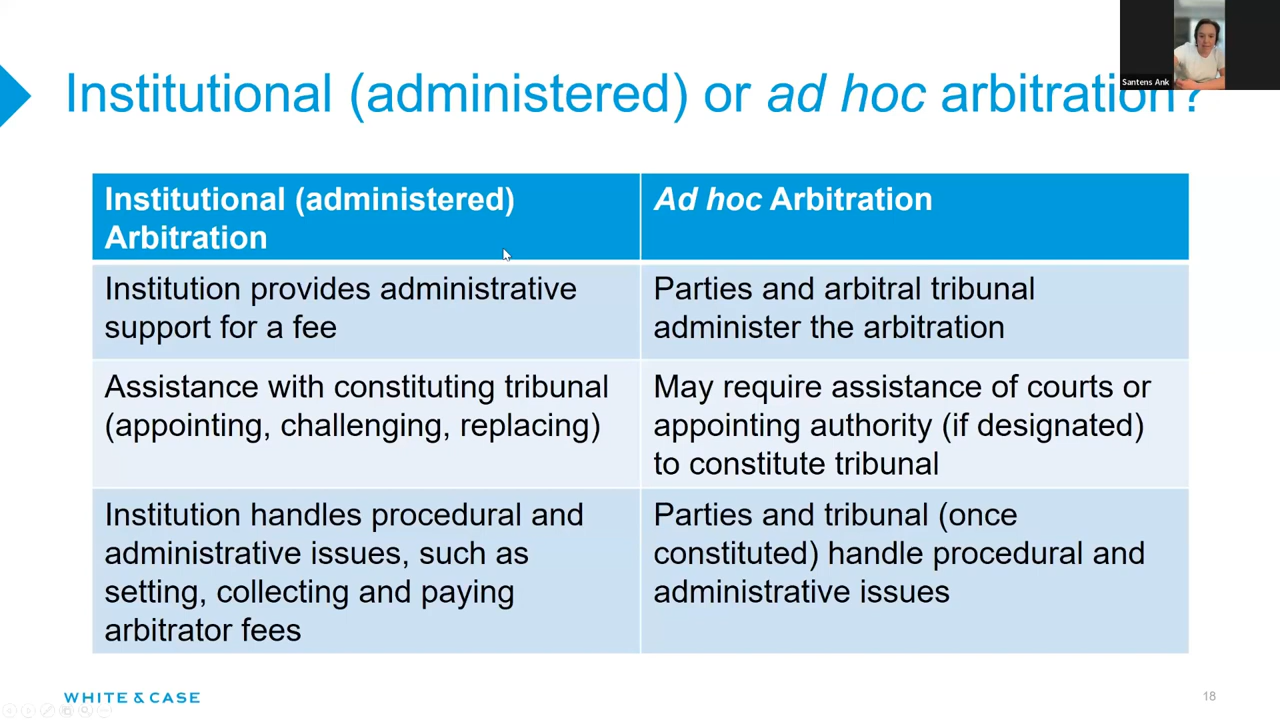 Santens Ank
Institutional (administered) or ad hoc arbitration?
Institutional (administered)
Arbitration
Ad hoc Arbitration
Institution provides administrative
support for a fee
Parties and arbitral tribunal
administer the arbitration
Assistance with constituting tribunal
(appointing, challenging, replacing)
May require assistance of courts or
appointing authority (if designated)
to constitute tribunal
Institution handles procedural and
administrative issues, such as
setting, collecting and paying
arbitrator fees
Parties and tribunal (once
constituted) handle procedural and
administrative issues
WHITE & CASE
18